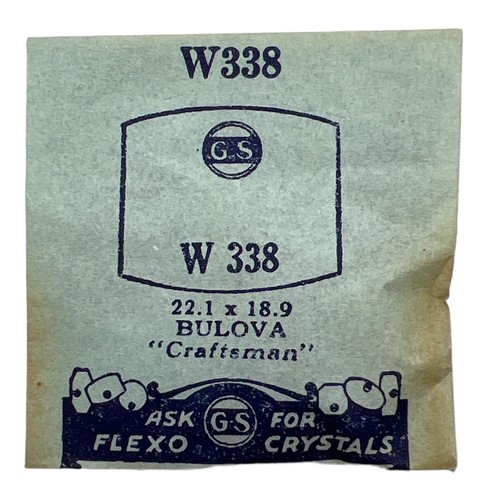 W338
G-S
W 338
22.1 x 18.9
BULOVA
"Craftsman"
ASK G-S FOR
FLEXO CRYSTALS